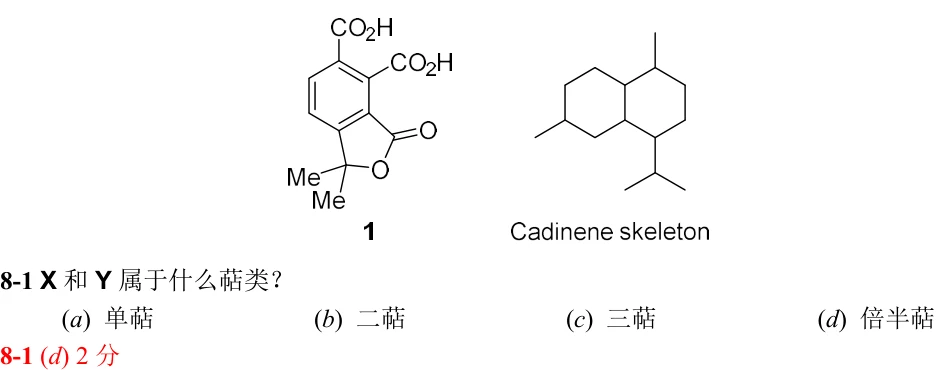 CO2H
CO2H
O
O
Me
Me
1 Cadinene skeleton
8-1 X 和 Y 属于什么萜类?
(a) 单萜 (b) 二萜 (c) 三萜 (d) 倍半萜
8-1 (d) 2 分